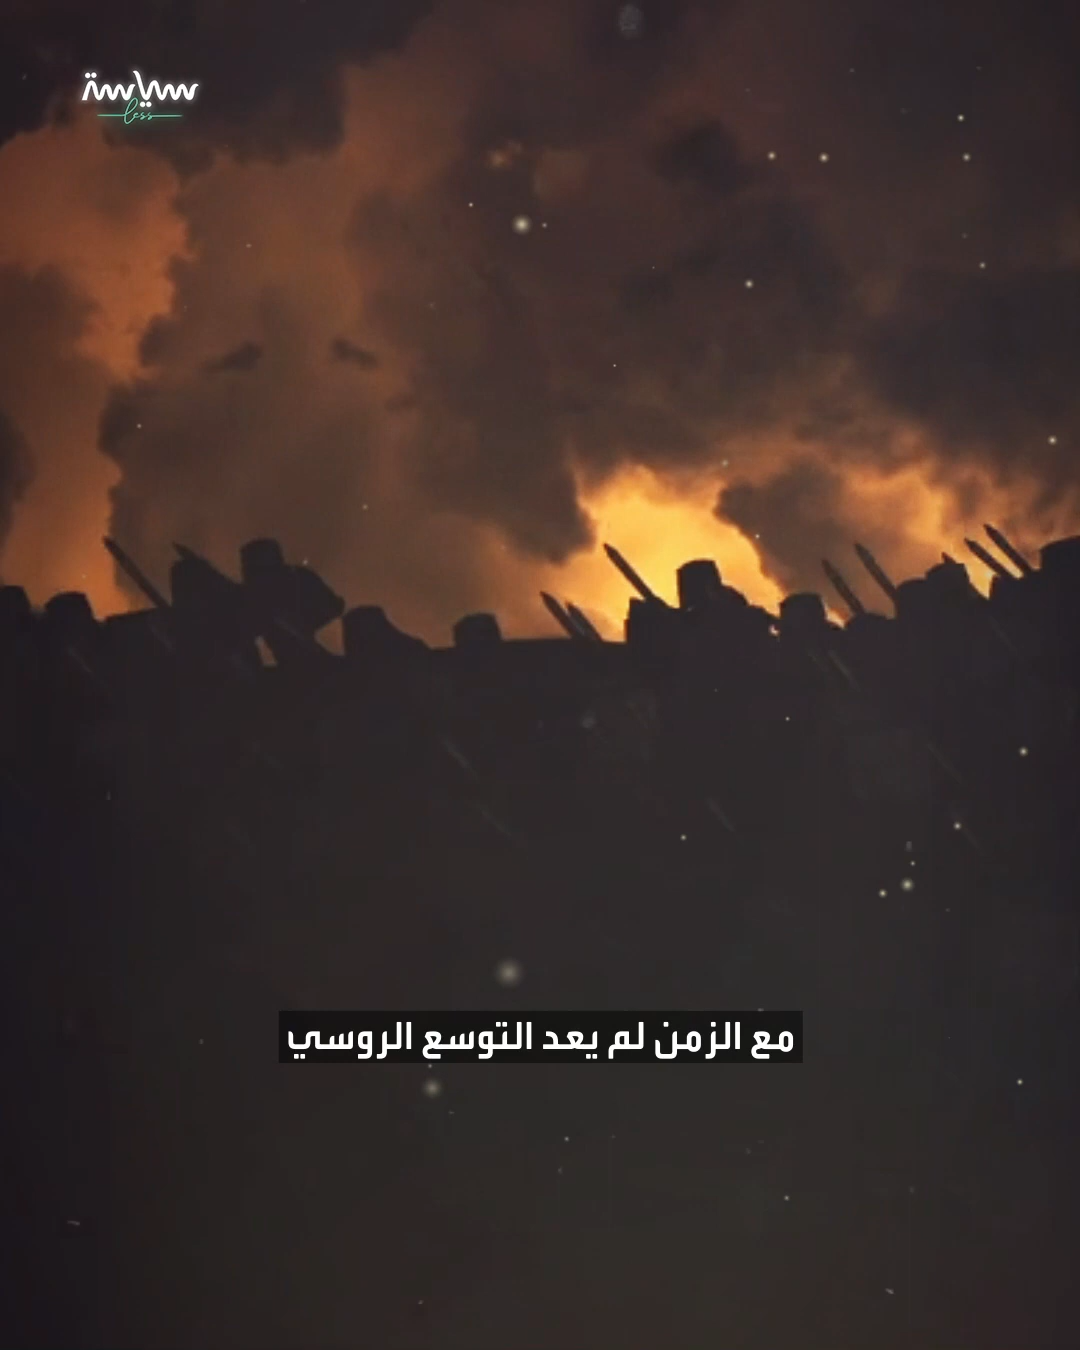 سياسة
less
مع الزمن لم يعد التوسع الروسي